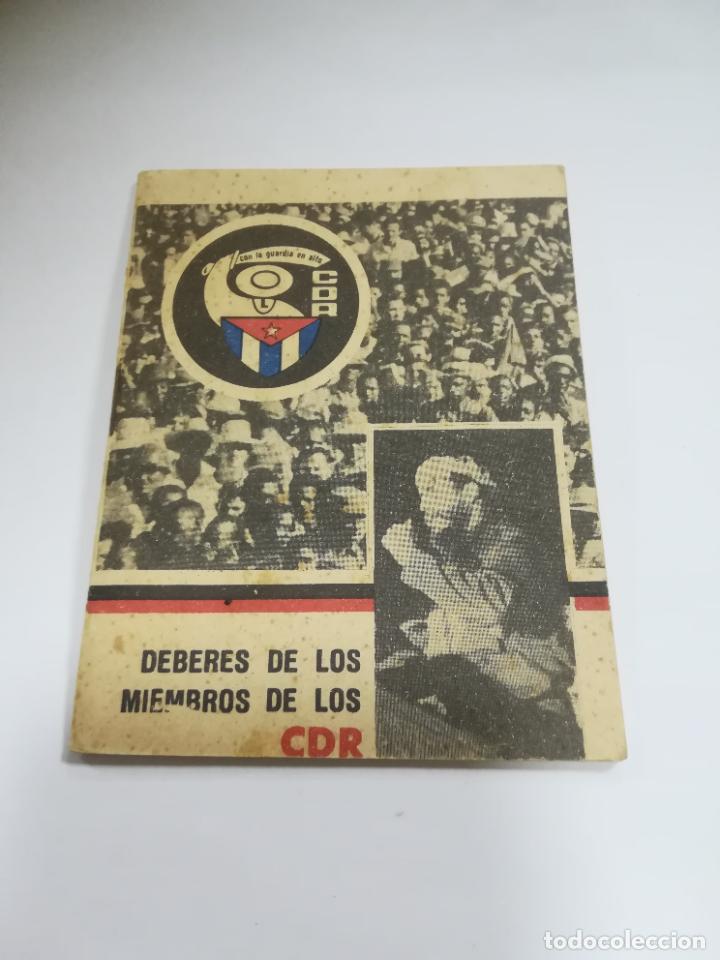 con la guardia en alto
CDR
DEBERES DE LOS
MIEMBROS DE LOS
CDR
todocoleccion